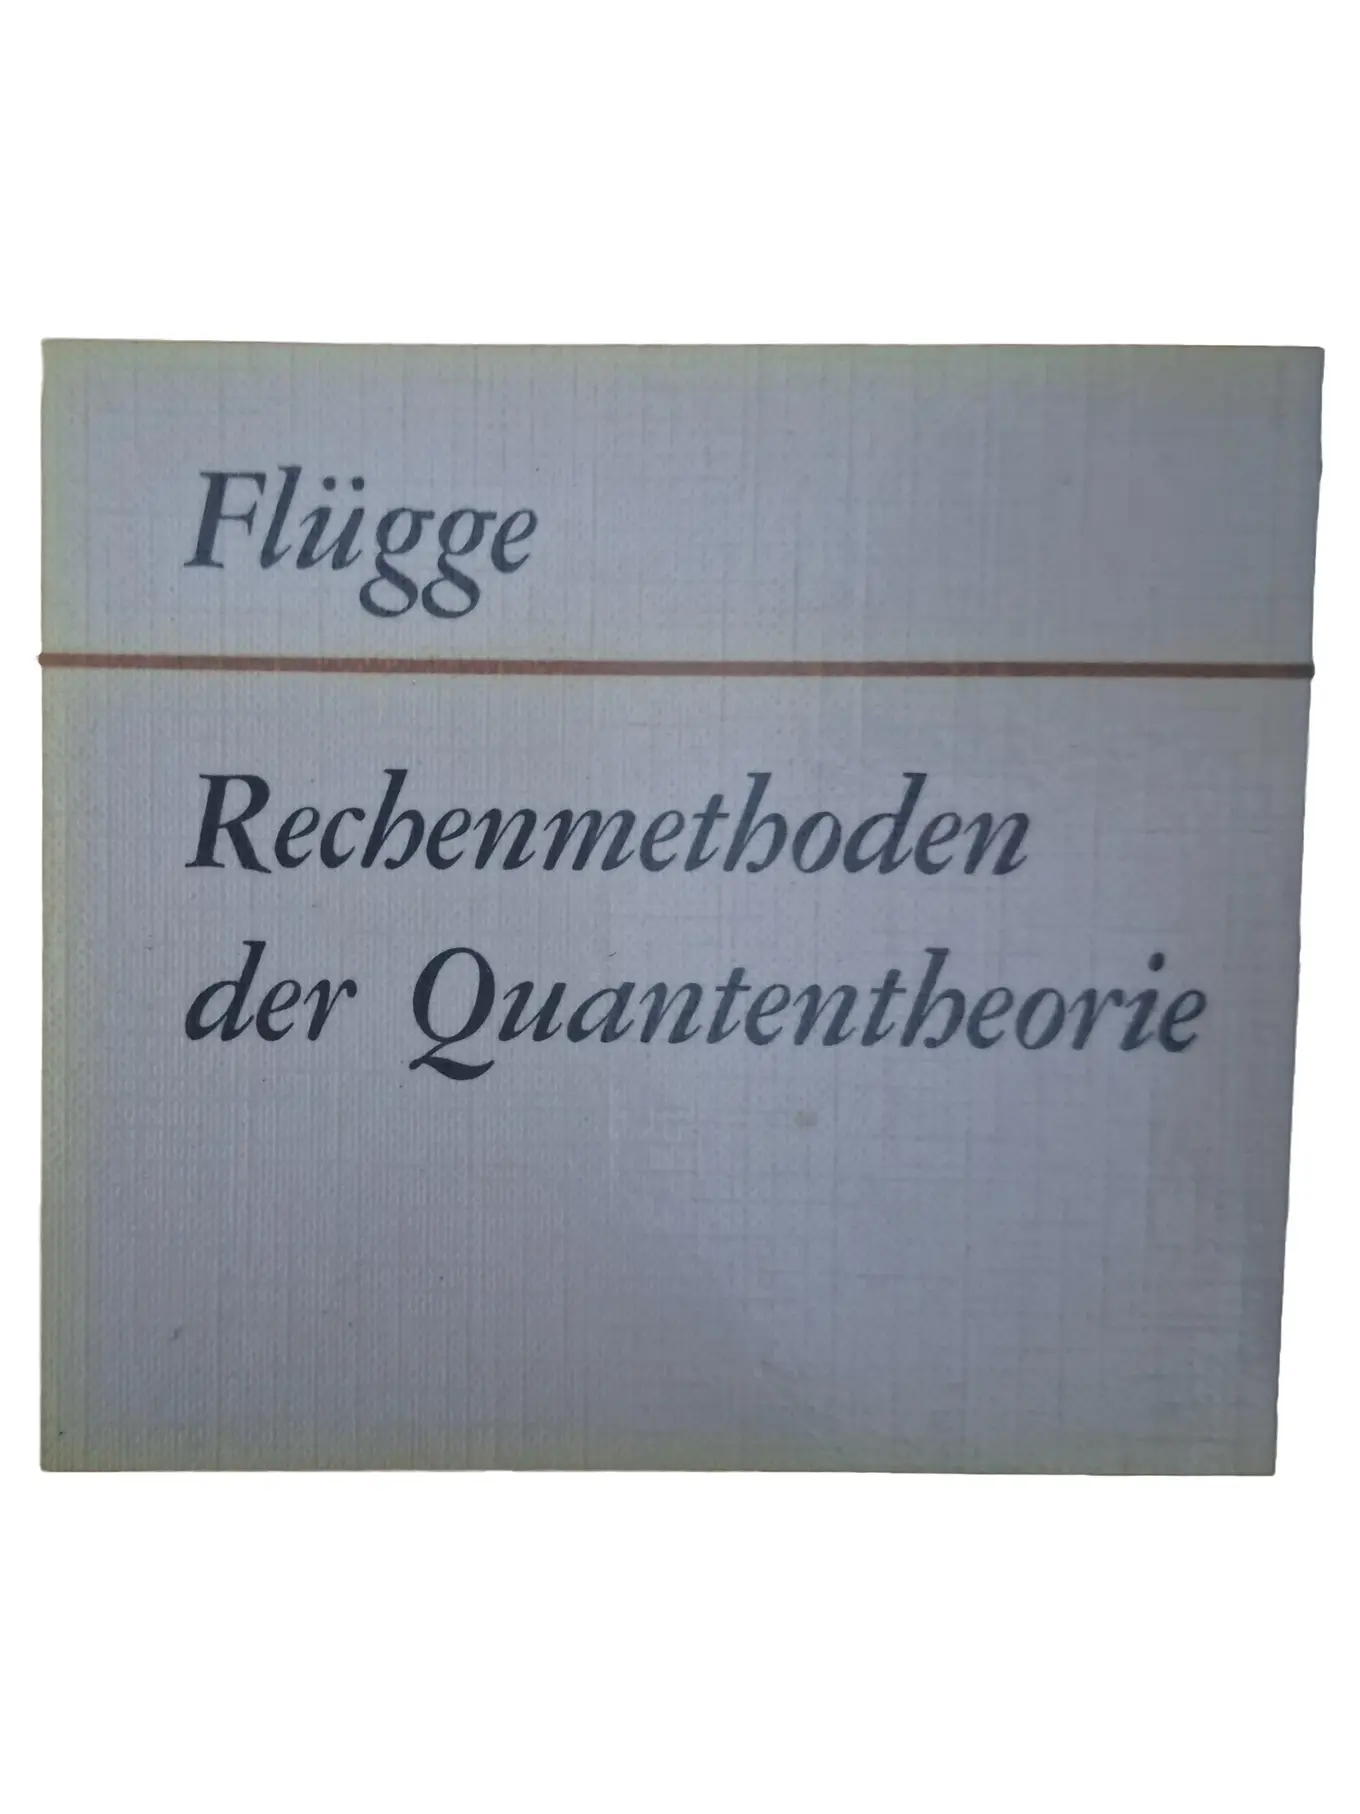 Flügge
Rechenmethoden
der Quantentheorie